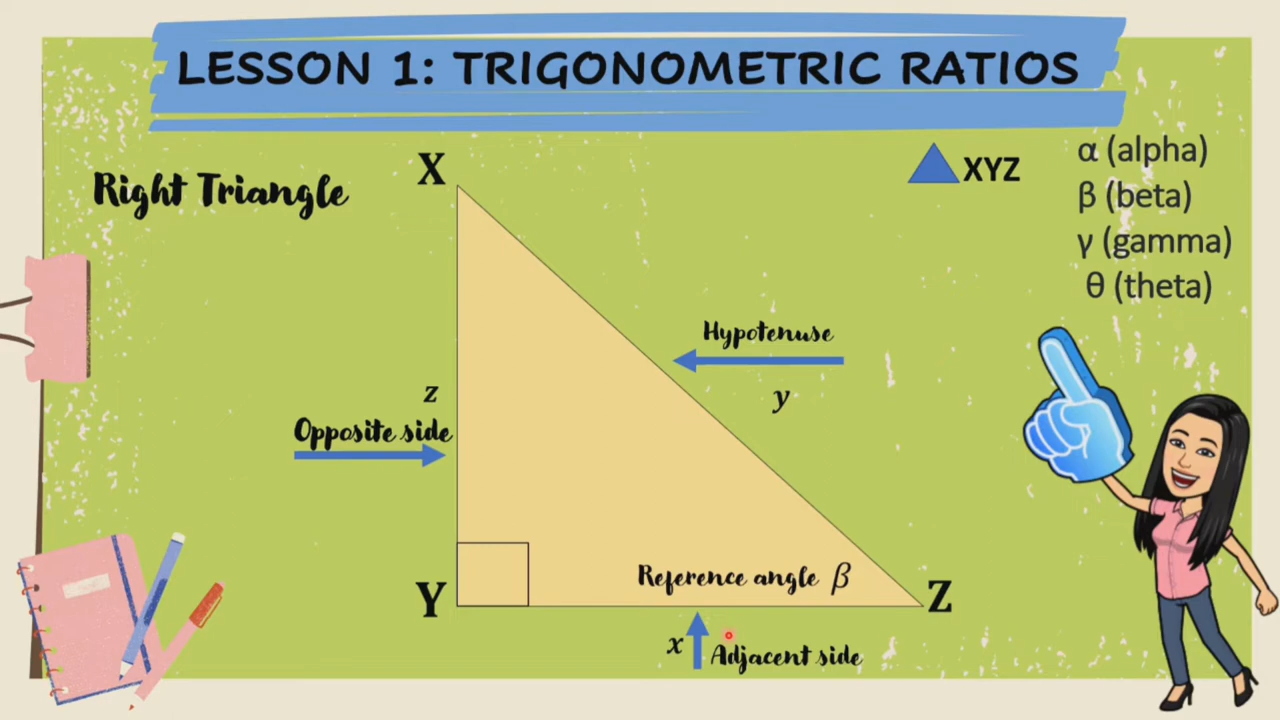 LESSON 1: TRIGONOMETRIC RATIOS
Right Triangle
X
XYZ
α (alpha)
β (beta)
γ (gamma)
θ (theta)
Hypotenuse
y
z
Opposite side
Reference angle β
Y
Z
x
Adjacent side